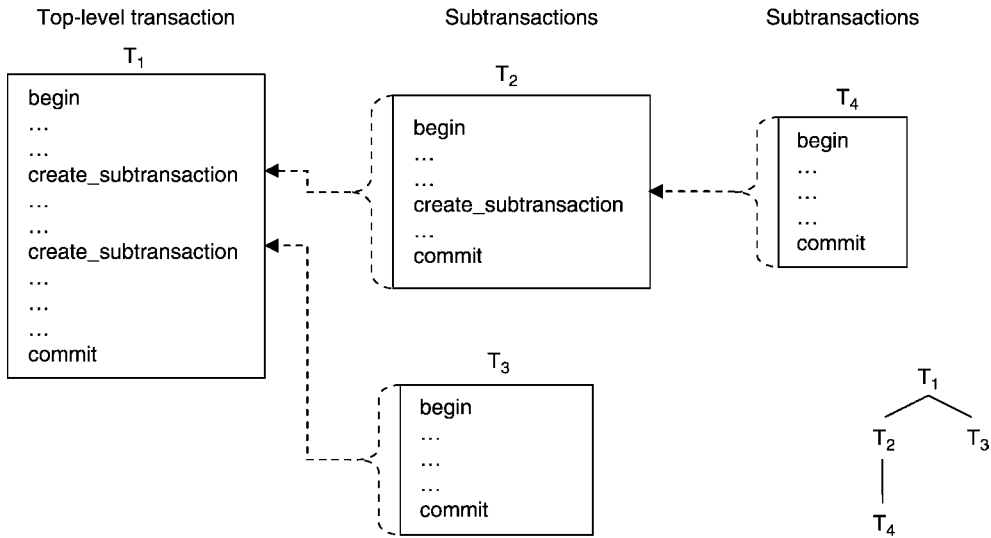 Top-level transaction
Subtransactions
Subtransactions
T1
begin
...
...
create_subtransaction
...
...
create_subtransaction
...
...
...
commit
T2
begin
...
...
create_subtransaction
...
commit
T4
begin
...
...
...
commit
T3
begin
...
...
...
commit
T1
T2 T3
T4